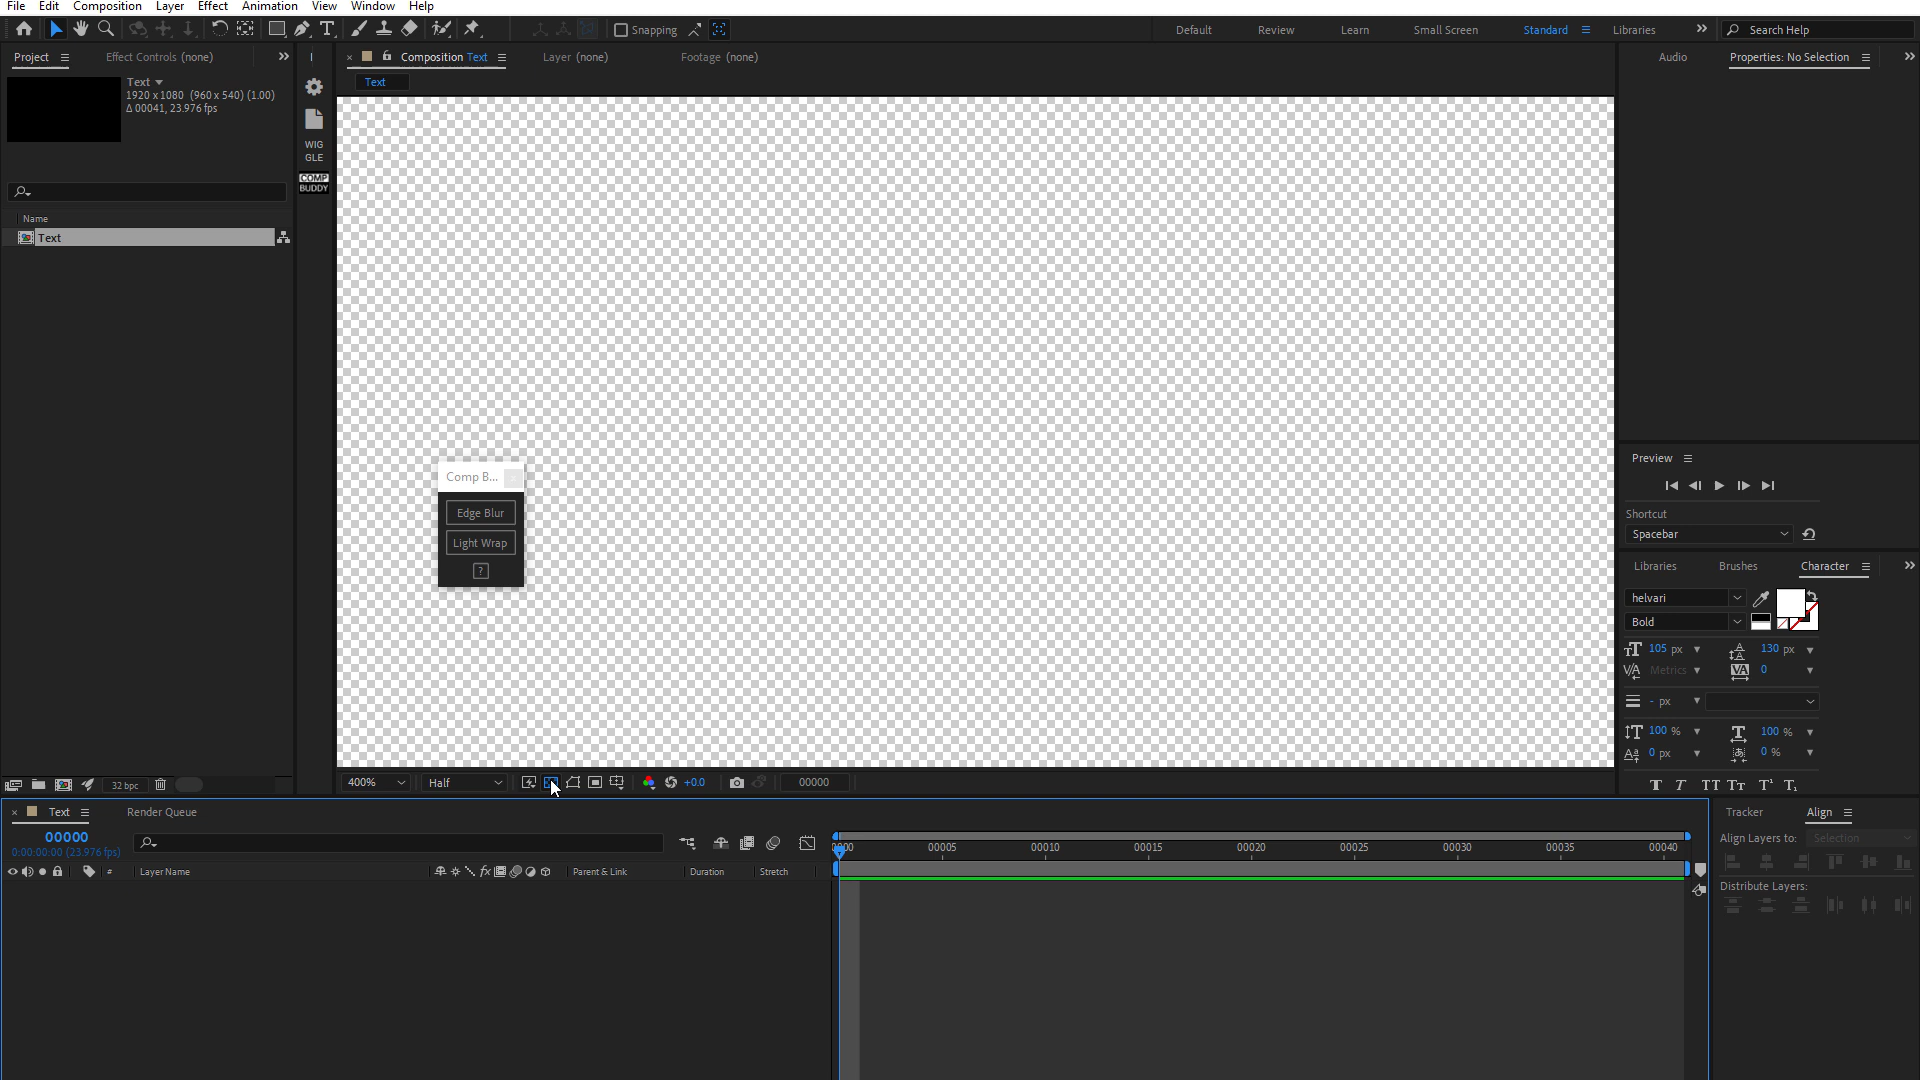 File Edit Composition Layer Effect Animation View Window Help
Snapping
Default Review Learn Small Screen Standard Libraries Search Help
Project Effect Controls (none)
Composition Text Layer (none) Footage (none)
Audio Properties: No Selection
Text
Text
1920 x 1080 (960 x 540) (1.00)
Δ 00041, 23.976 fps
WIG
GLE
COMP
BUDDY
Name
Text
Comp B...
Edge Blur
Light Wrap
?
Preview
Shortcut
Spacebar
Libraries Brushes Character
helvari
Bold
105 px 130 px
Metrics 0
- px
100 % 100 %
0 px 0 %
32 bpc
400% Half +0.0 00000
Text Render Queue
00000
0:00:00:00 (23.976 fps)
# Layer Name Parent & Link Duration Stretch
0000 00005 00010 00015 00020 00025 00030 00035 00040
Tracker Align
Align Layers to: Selection
Distribute Layers: